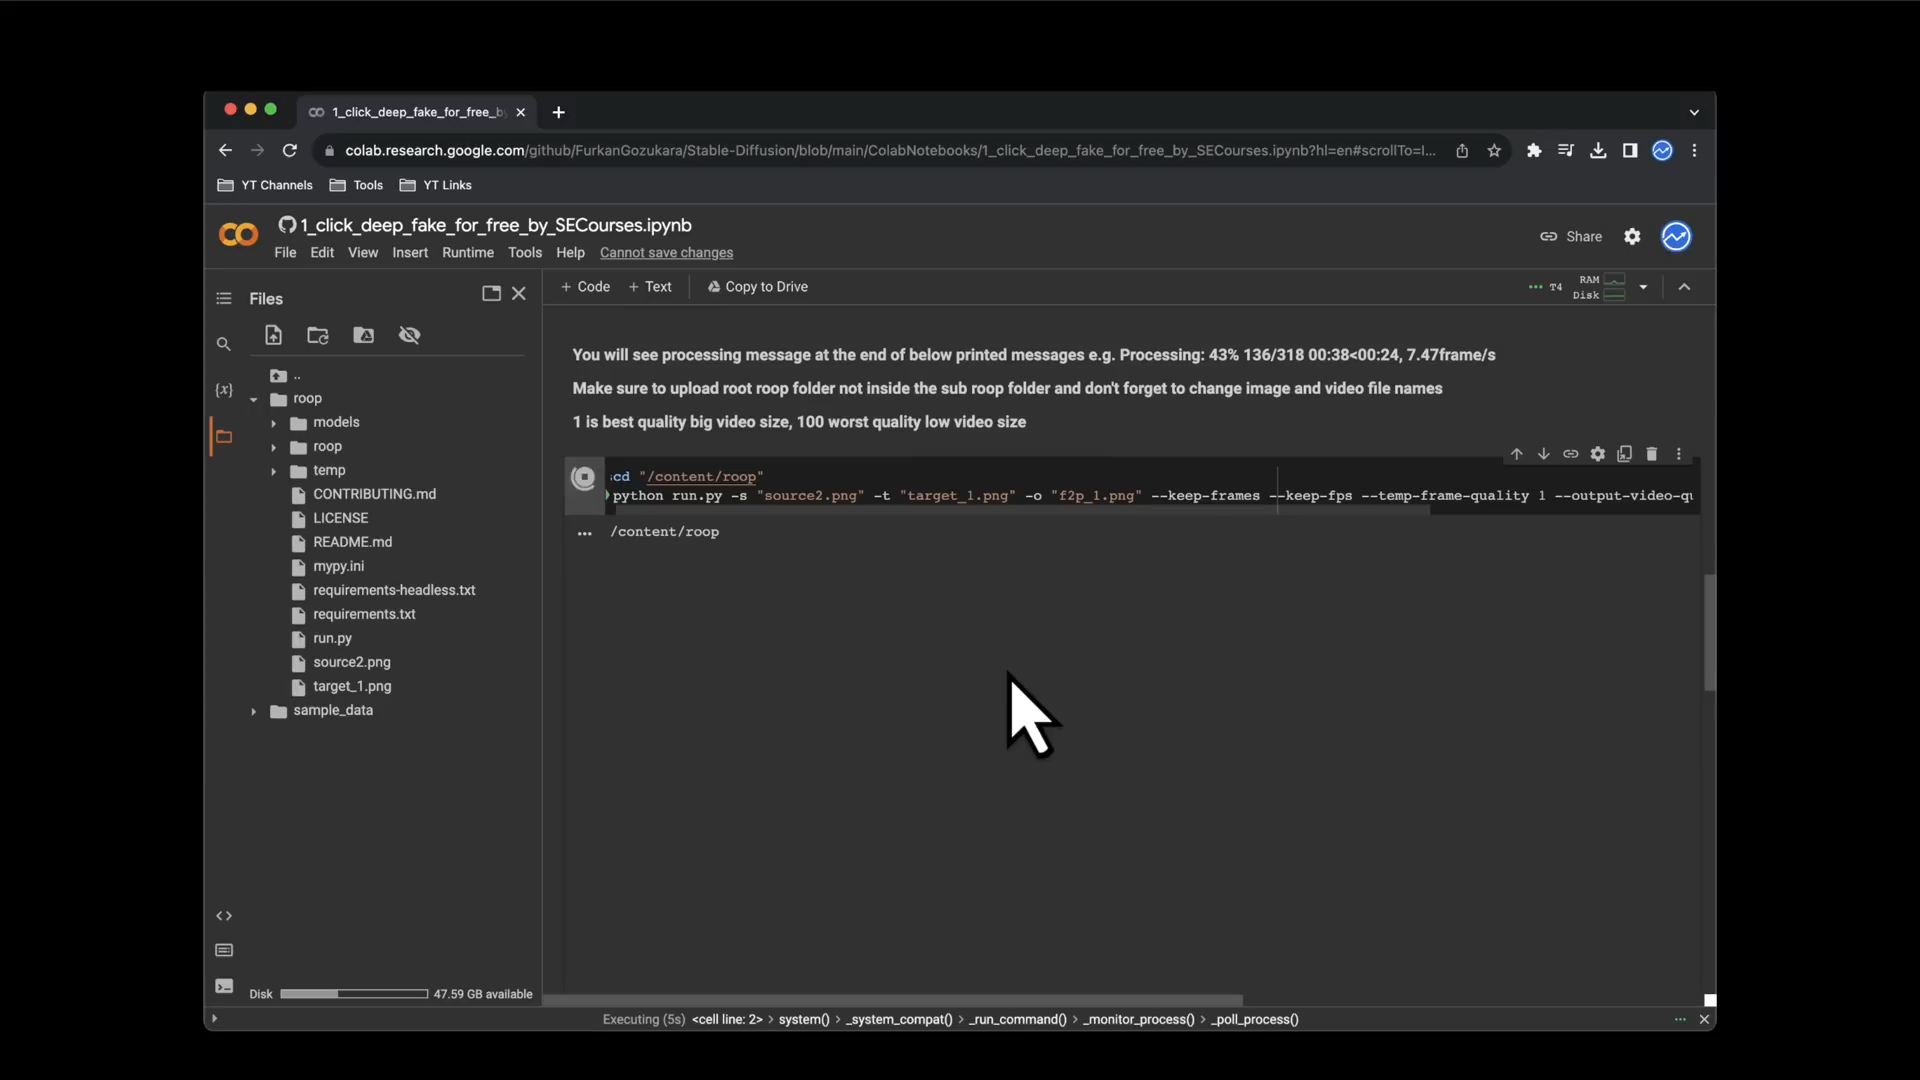 1_click_deep_fake_for_free_b
colab.research.google.com/github/FurkanGozukara/Stable-Diffusion/blob/main/ColabNotebooks/1_click_deep_fake_for_free_by_SECourses.ipynb?hl=en#scrollTo=I...
YT Channels Tools YT Links
1_click_deep_fake_for_free_by_SECourses.ipynb
File Edit View Insert Runtime Tools Help Cannot save changes
Share
Files
+ Code + Text Copy to Drive
T4 RAM
Disk
..
roop
models
roop
temp
CONTRIBUTING.md
LICENSE
README.md
mypy.ini
requirements-headless.txt
requirements.txt
run.py
source2.png
target_1.png
sample_data
Disk 47.59 GB available
{x}
You will see processing message at the end of below printed messages e.g. Processing: 43% 136/318 00:38<00:24, 7.47frame/s
Make sure to upload root roop folder not inside the sub roop folder and don't forget to change image and video file names
1 is best quality big video size, 100 worst quality low video size
cd "/content/roop"
python run.py -s "source2.png" -t "target_1.png" -o "f2p_1.png" --keep-frames --keep-fps --temp-frame-quality 1 --output-video-qu
... /content/roop
Executing (5s) <cell line: 2> > system() > _system_compat() > _run_command() > _monitor_process() > _poll_process()